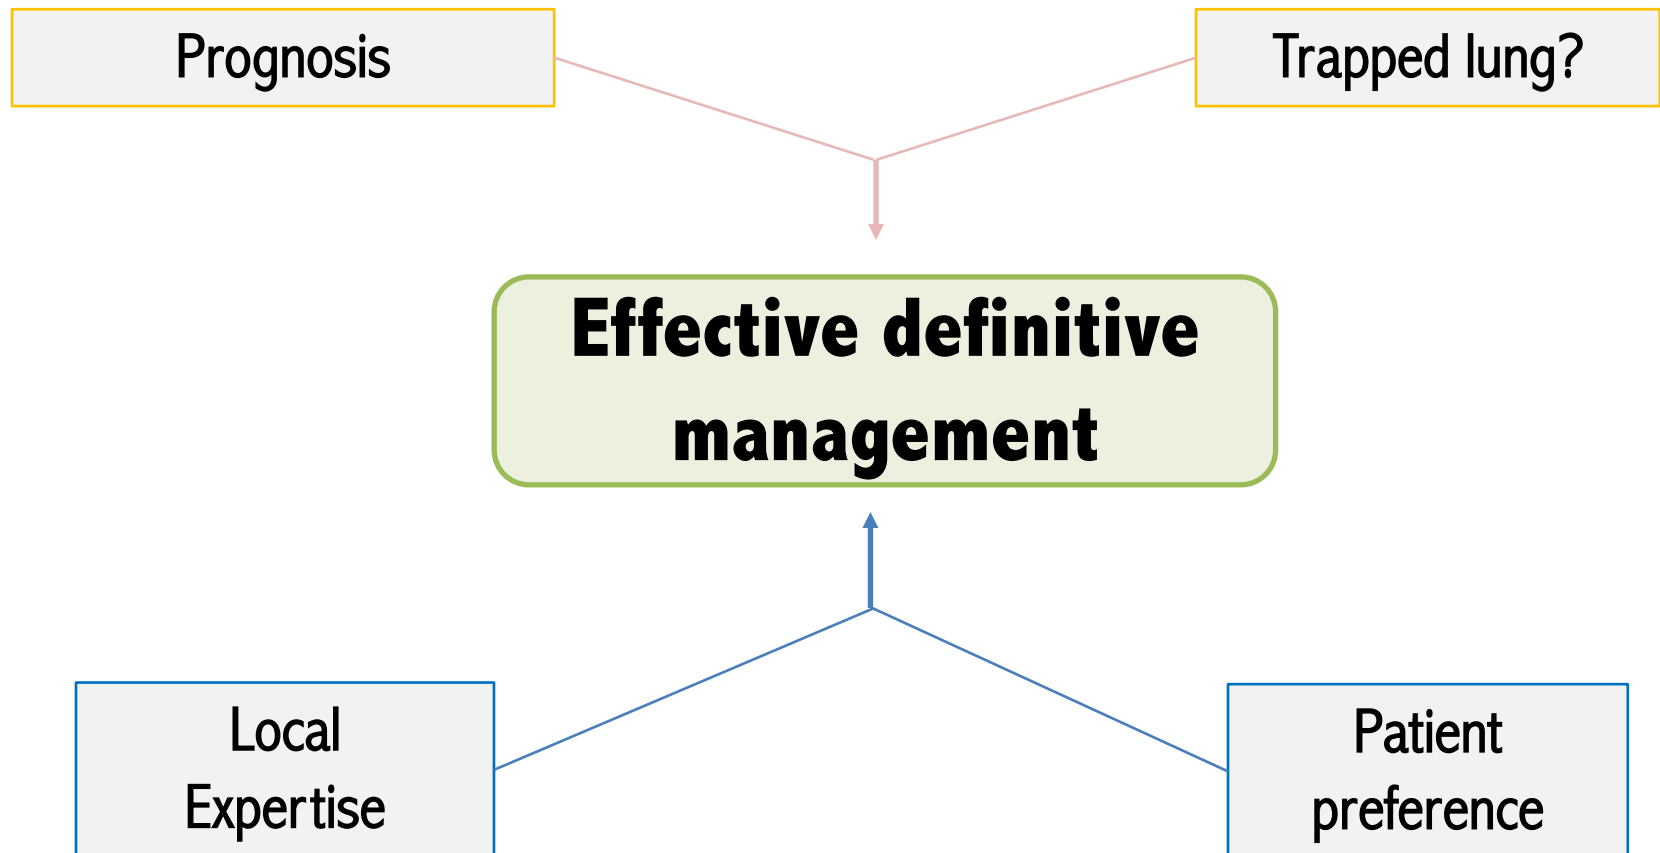 Prognosis
Trapped lung?
Effective definitive
management
Local
Expertise
Patient
preference